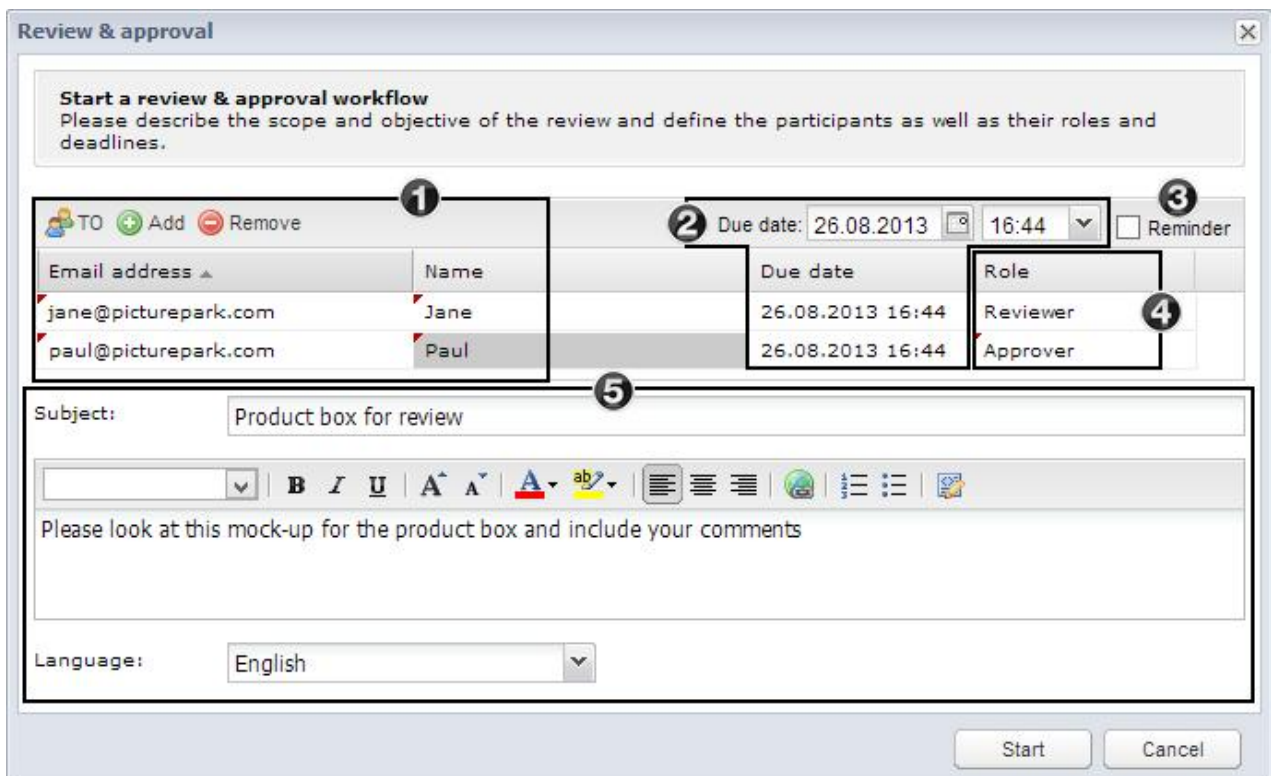 Review & approval
Start a review & approval workflow
Please describe the scope and objective of the review and define the participants as well as their roles and
deadlines.
1
TO Add Remove 2 Due date: 26.08.2013 16:44 3 Reminder
Email address Name Due date Role
jane@picturepark.com Jane 26.08.2013 16:44 Reviewer 4
paul@picturepark.com Paul 26.08.2013 16:44 Approver
5
Subject: Product box for review
B I U A A A ab
Please look at this mock-up for the product box and include your comments
Language: English
Start Cancel